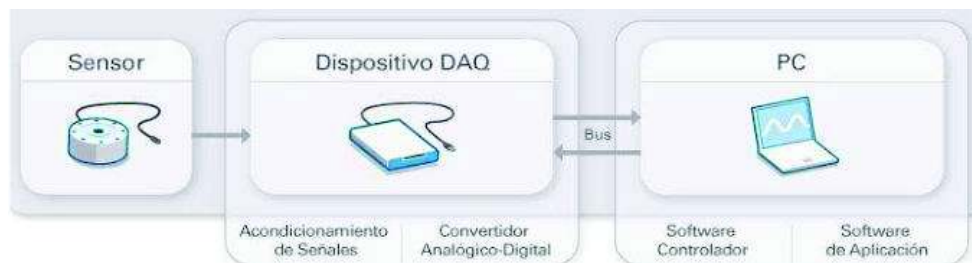 Sensor
Dispositivo DAQ
PC
Bus
Acondicionamiento
de Señales
Convertidor
Analógico-Digital
Software
Controlador
Software
de Aplicación